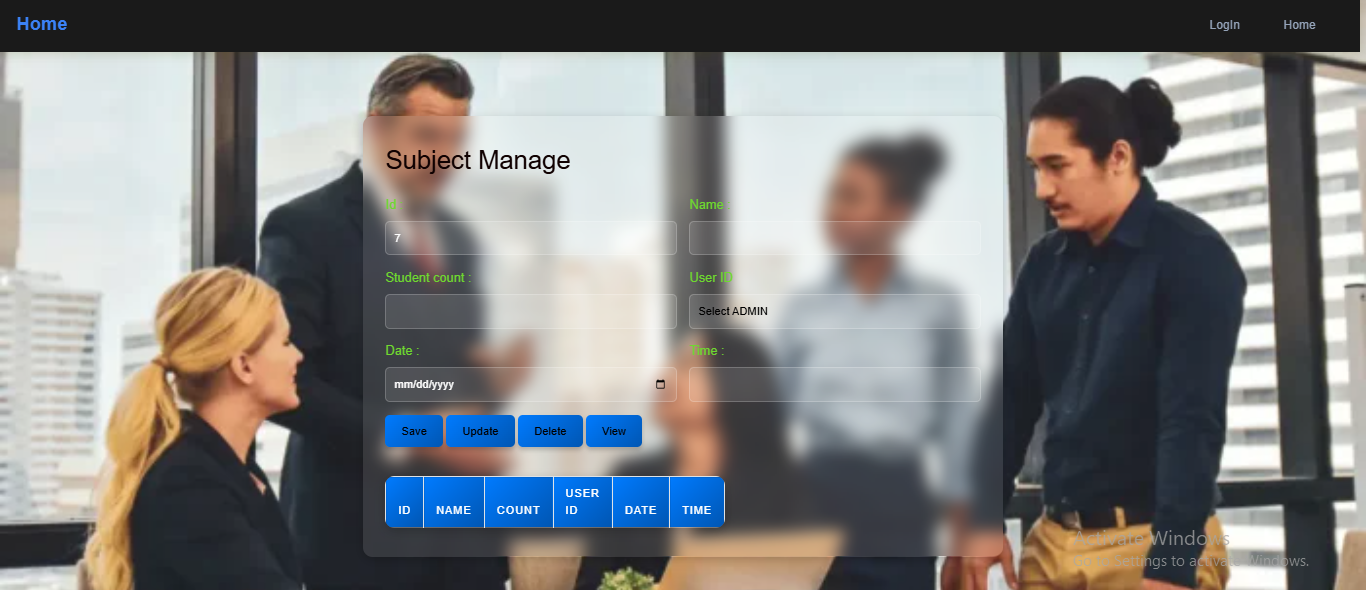 Home
LogIn
Home
Subject Manage
Id :
Name :
7
Student count :
User ID
Select ADMIN
Date :
Time :
mm/dd/yyyy
Save
Update
Delete
View
ID
NAME
COUNT
USER
ID
DATE
TIME
Activate Windows
Go to Settings to activate Windows.